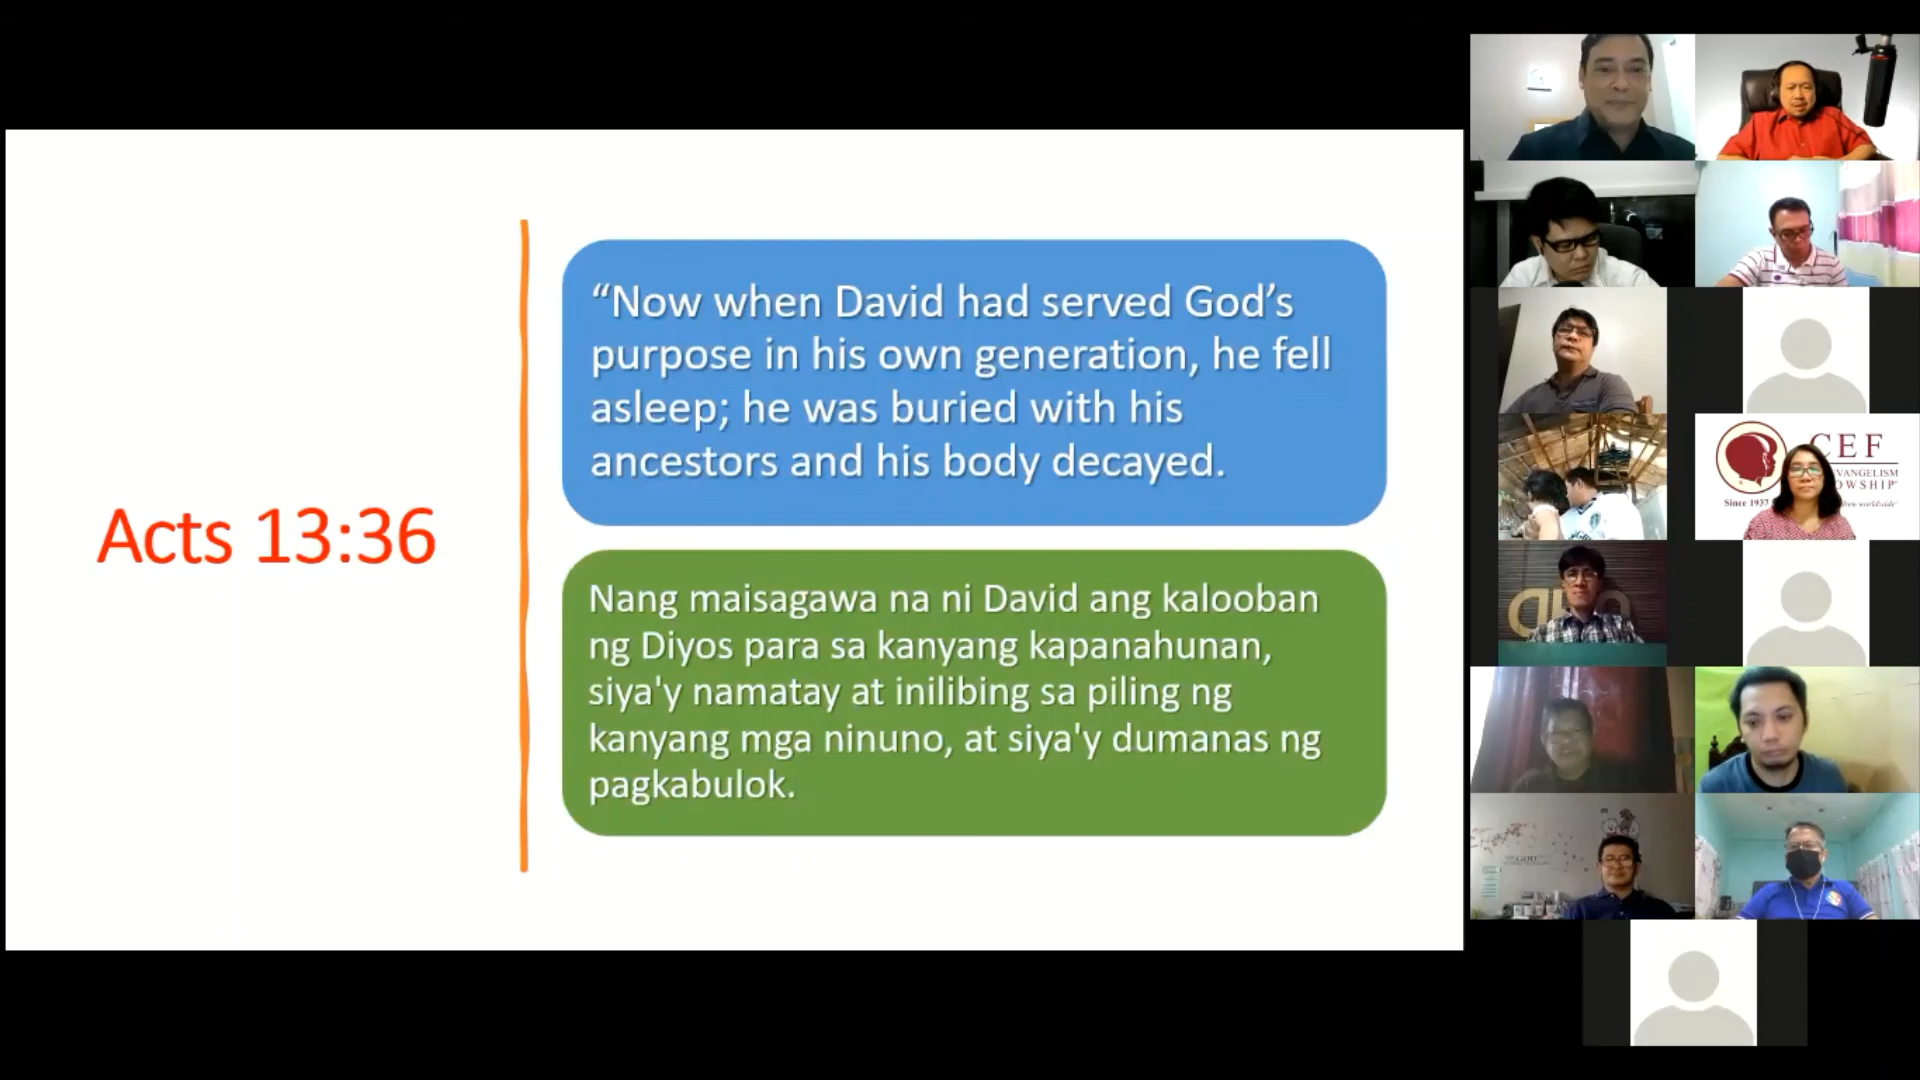 Acts 13:36
“Now when David had served God’s
purpose in his own generation, he fell
asleep; he was buried with his
ancestors and his body decayed.
Nang maisagawa na ni David ang kalooban
ng Diyos para sa kanyang kapanahunan,
siya'y namatay at inilibing sa piling ng
kanyang mga ninuno, at siya'y dumanas ng
pagkabulok.
CEF
Since 1937
GOD